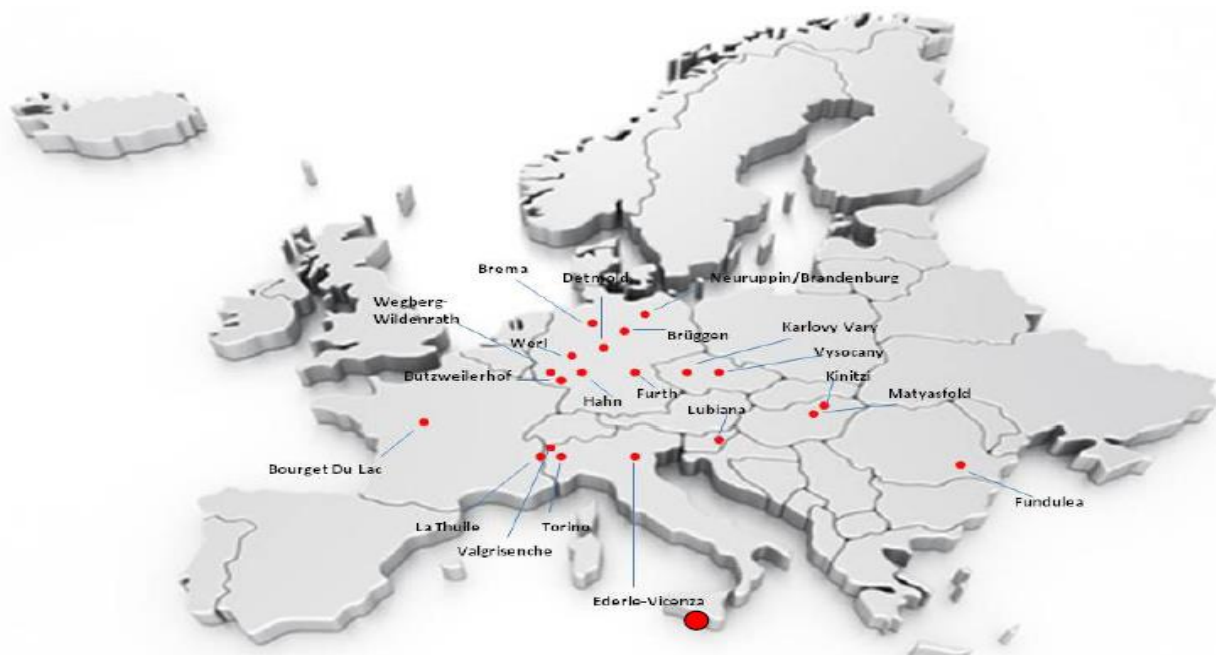 Brema
Detmold
Neuruppin/Brandenburg
Wegberg-
Wildenrath
Werl
Brüggen
Karlovy Vary
Vysocany
Butzweilerhof
Hahn
Furth
Kinitzi
Matyasfold
Lubiana
Bourget Du Lac
Fundulea
La Thuile
Torino
Valgrisenche
Ederle-Vicenza